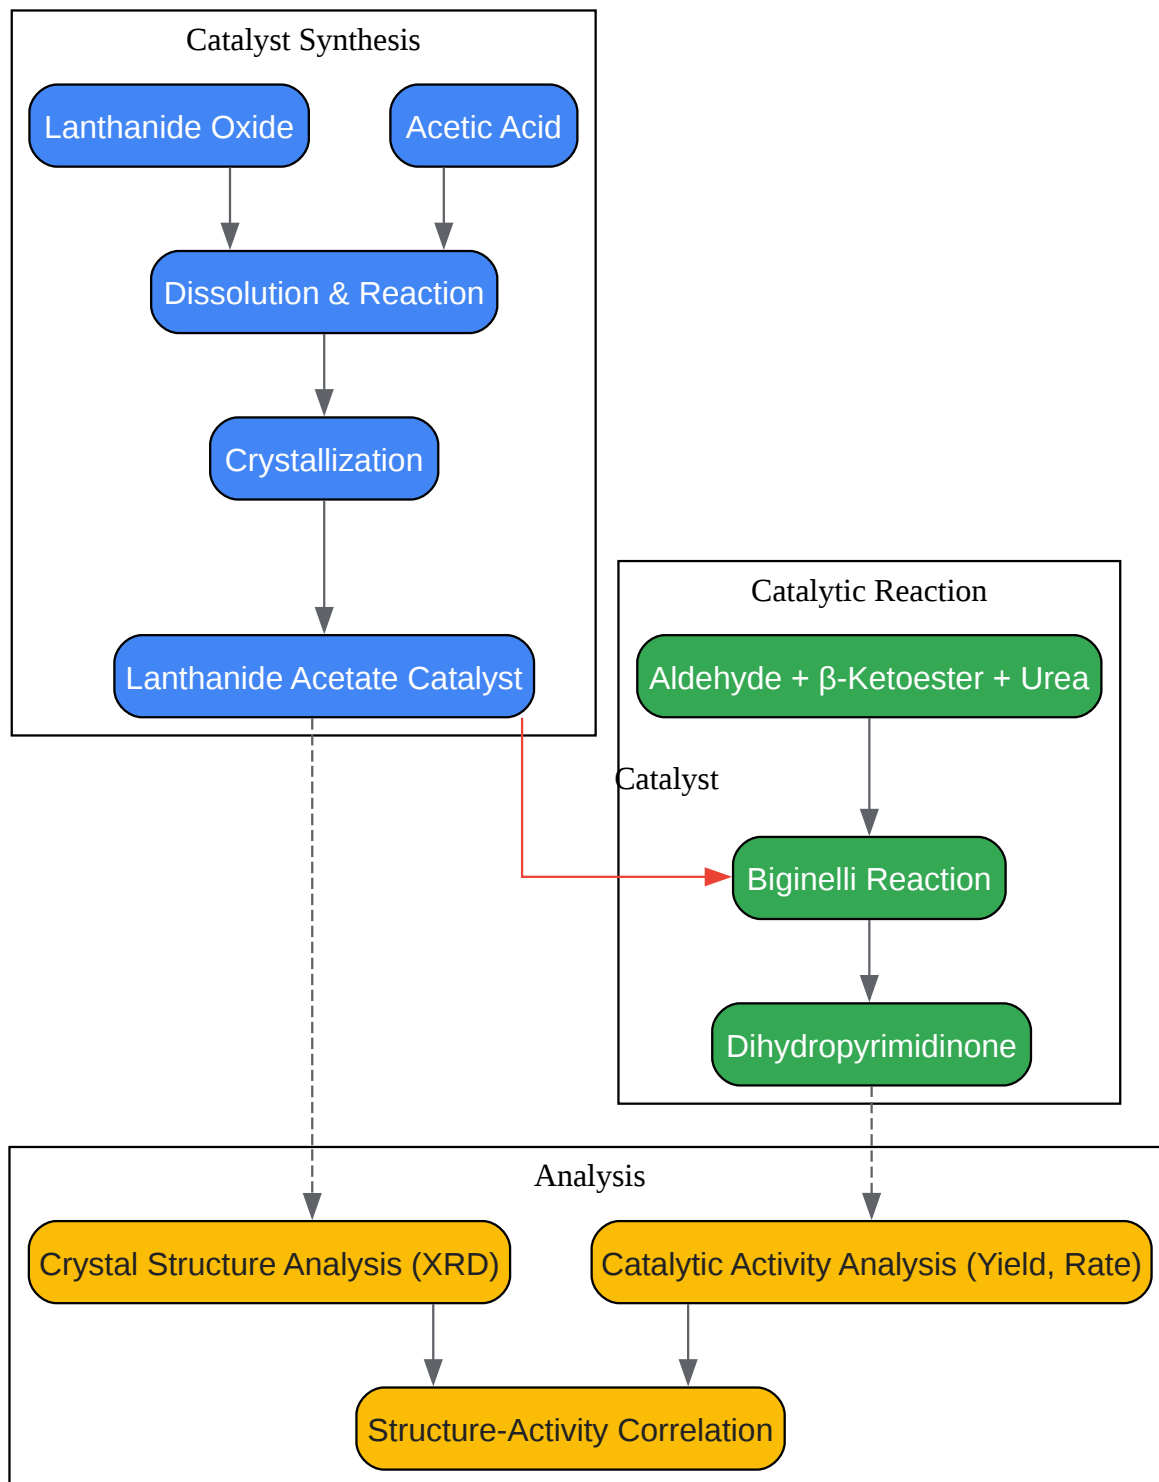 Catalyst Synthesis
Lanthanide Oxide
Acetic Acid
Dissolution & Reaction
Crystallization
Lanthanide Acetate Catalyst
Catalytic Reaction
Aldehyde + β-Ketoester + Urea
Catalyst
Biginelli Reaction
Dihydropyrimidinone
Analysis
Crystal Structure Analysis (XRD)
Catalytic Activity Analysis (Yield, Rate)
Structure-Activity Correlation